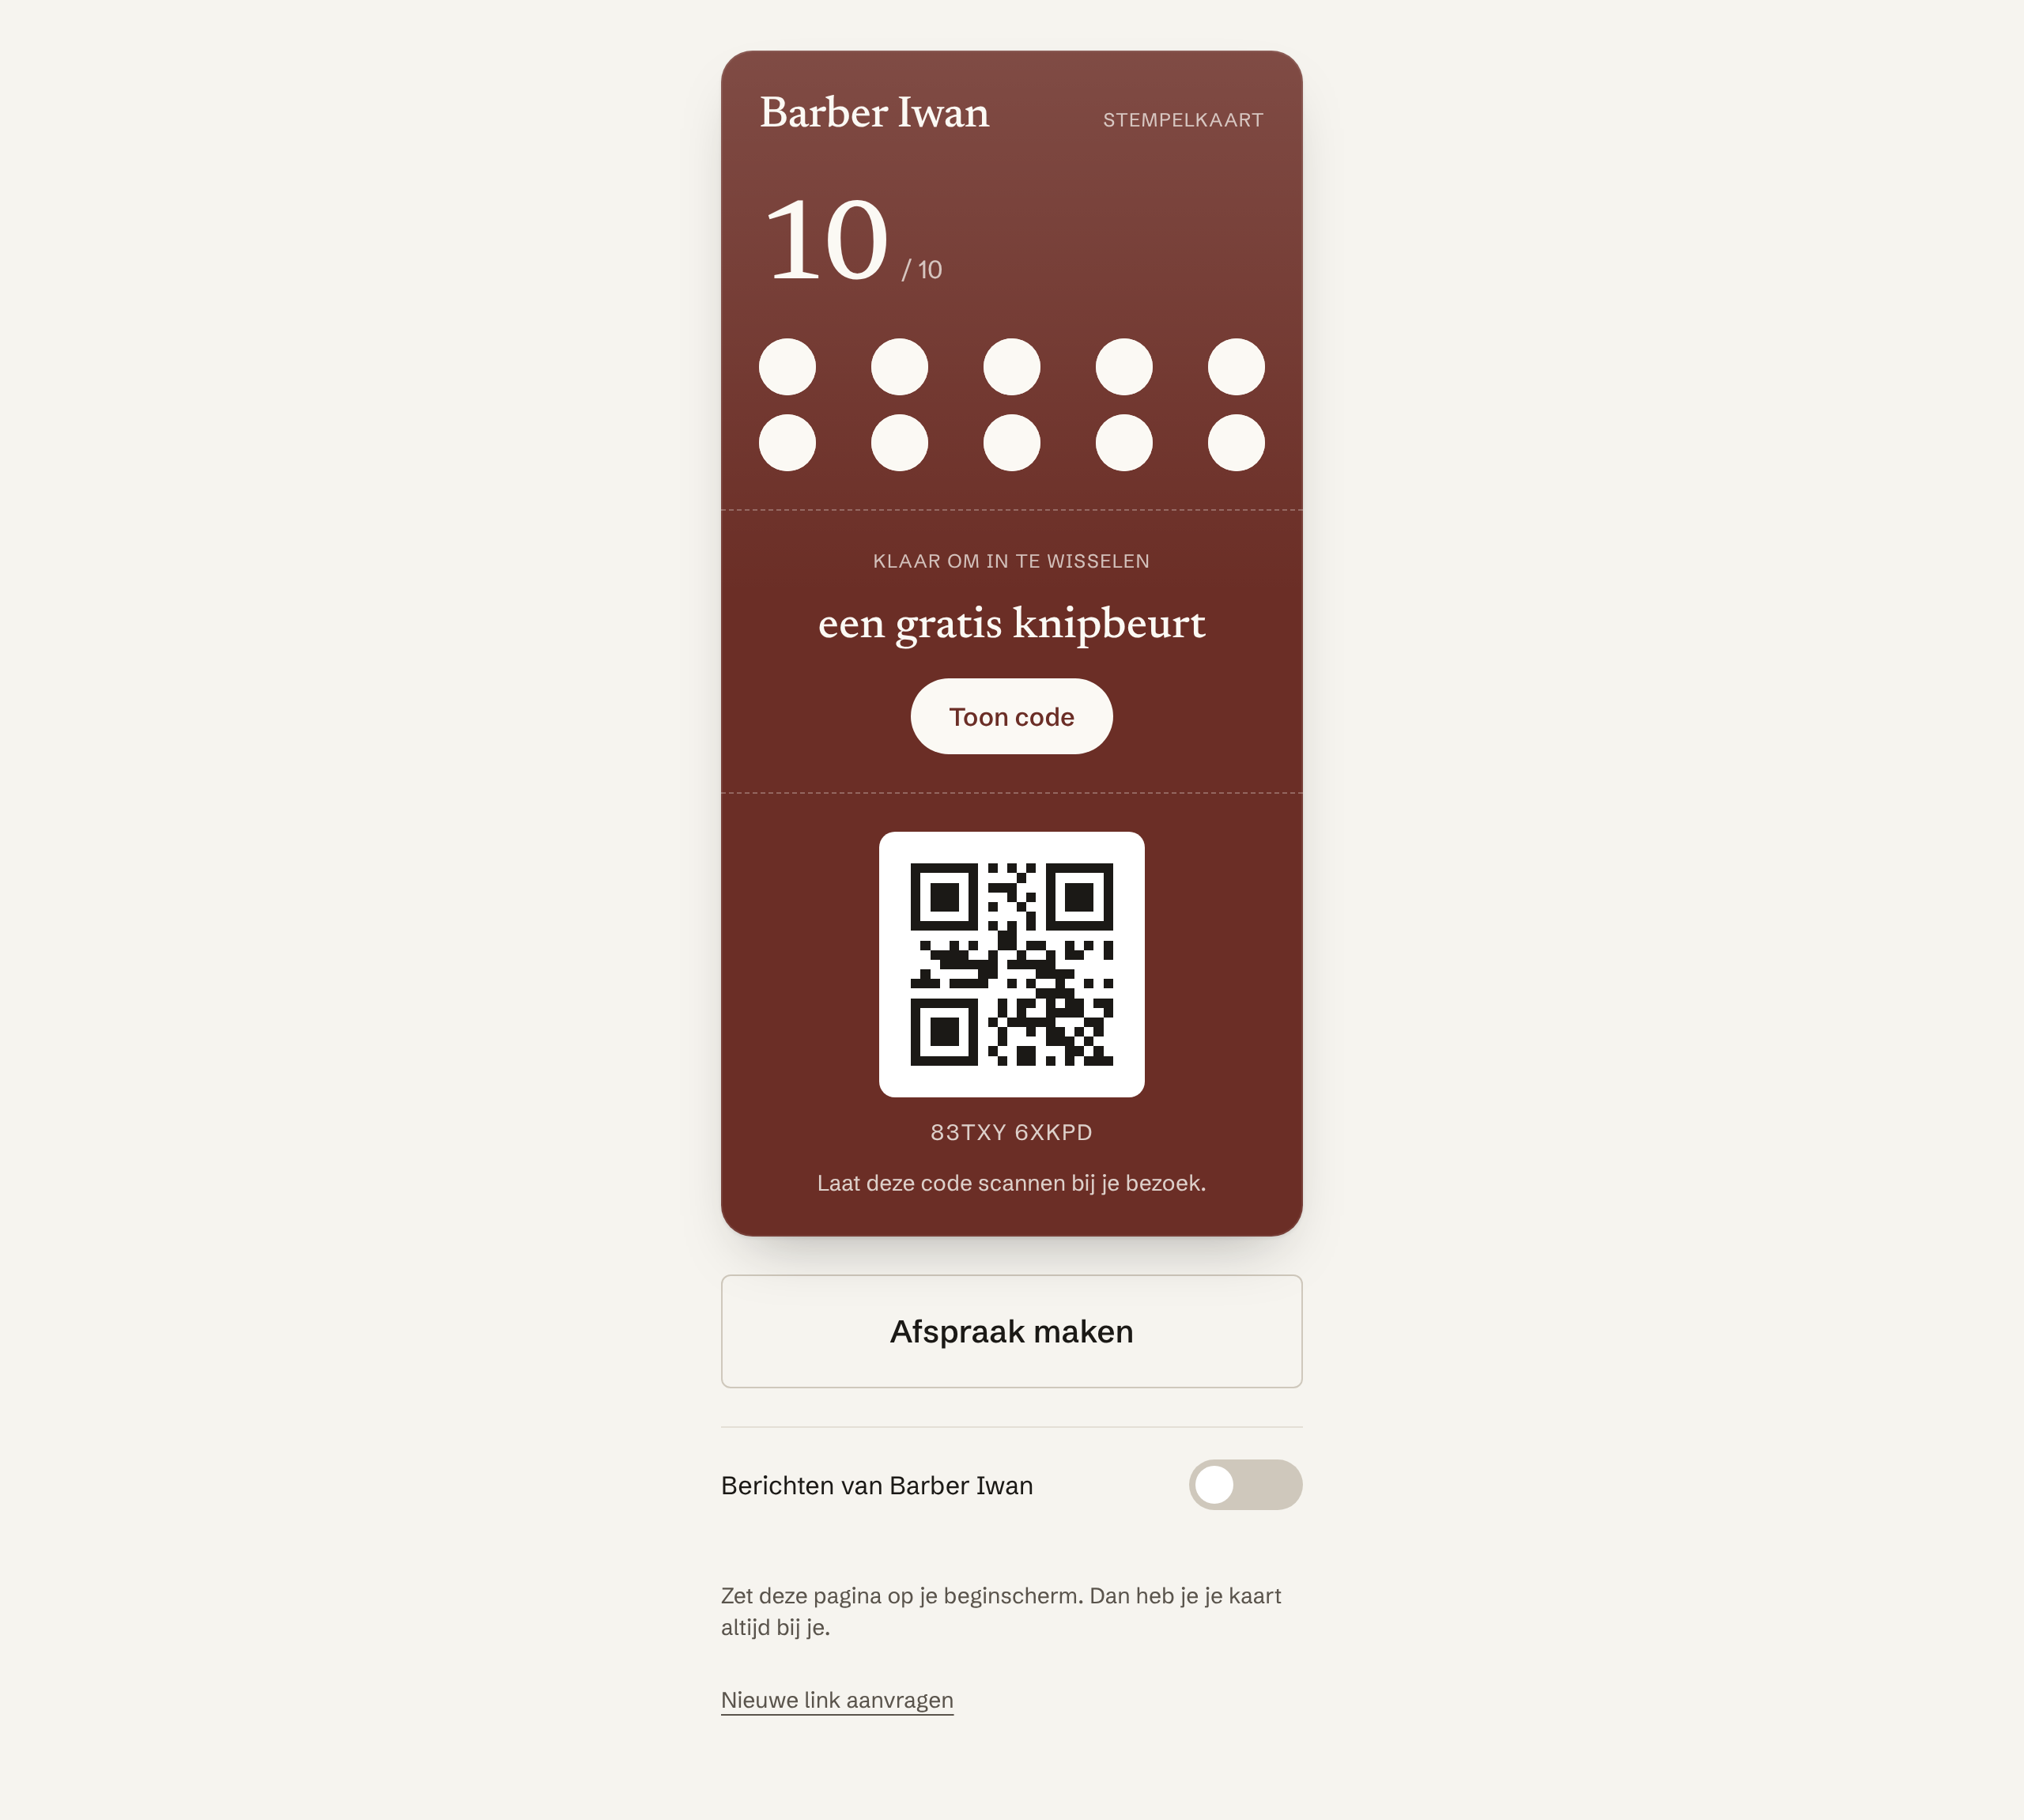 Barber Iwan
STEMPELKAART
10 / 10
KLAAR OM IN TE WISSELEN
een gratis knipbeurt
Toon code
83TXY 6XKPD
Laat deze code scannen bij je bezoek.
Afspraak maken
Berichten van Barber Iwan
Zet deze pagina op je beginscherm. Dan heb je je kaart
altijd bij je.
Nieuwe link aanvragen